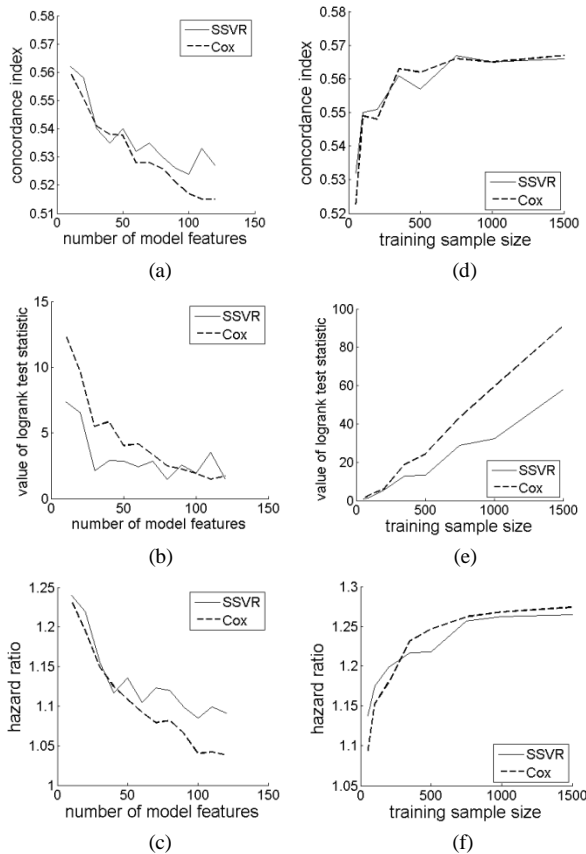 0.58
0.57
0.56
0.55
0.54
0.53
0.52
0.51
concordance index
SSVR
Cox
0 50 100 150
number of model features
(a)
0.58
0.57
0.56
0.55
0.54
0.53
0.52
concordance index
SSVR
Cox
0 500 1000 1500
training sample size
(d)
15
10
5
0
value of logrank test statistic
SSVR
Cox
0 50 100 150
number of model features
(b)
100
80
60
40
20
0
value of logrank test statistic
SSVR
Cox
0 500 1000 1500
training sample size
(e)
1.25
1.2
1.15
1.1
1.05
1
hazard ratio
SSVR
Cox
0 50 100 150
number of model features
(c)
1.3
1.25
1.2
1.15
1.1
1.05
hazard ratio
SSVR
Cox
0 500 1000 1500
training sample size
(f)